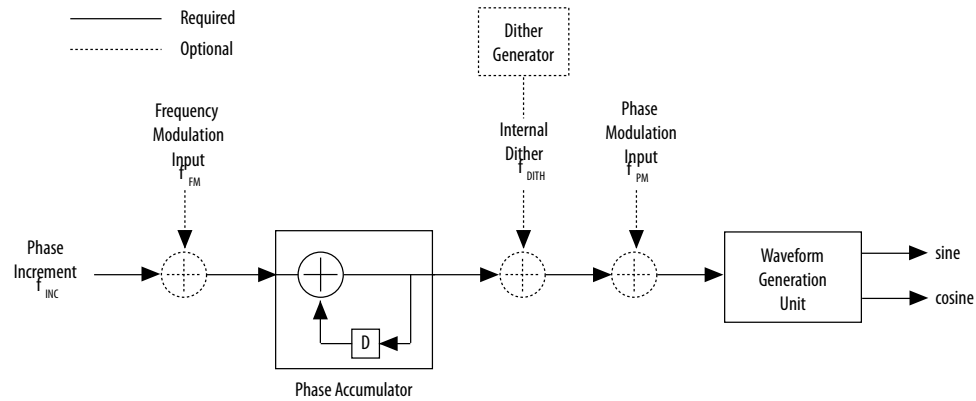 Required
Optional
Dither
Generator
Frequency
Modulation
Input
f FM
Internal
Dither
f DITH
Phase
Modulation
Input
f PM
Phase
Increment
f INC
D
Phase Accumulator
Waveform
Generation
Unit
sine
cosine